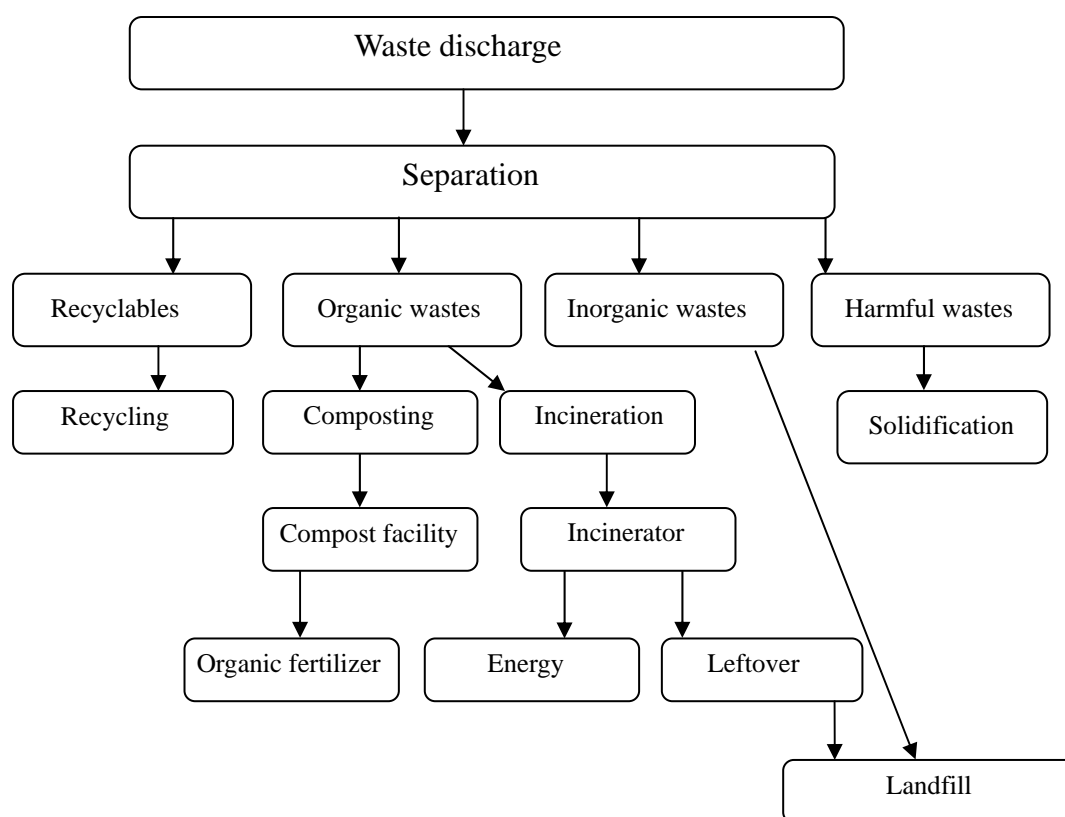 Waste discharge
Separation
Recyclables
Organic wastes
Inorganic wastes
Harmful wastes
Recycling
Composting
Incineration
Solidification
Compost facility
Incinerator
Organic fertilizer
Energy
Leftover
Landfill